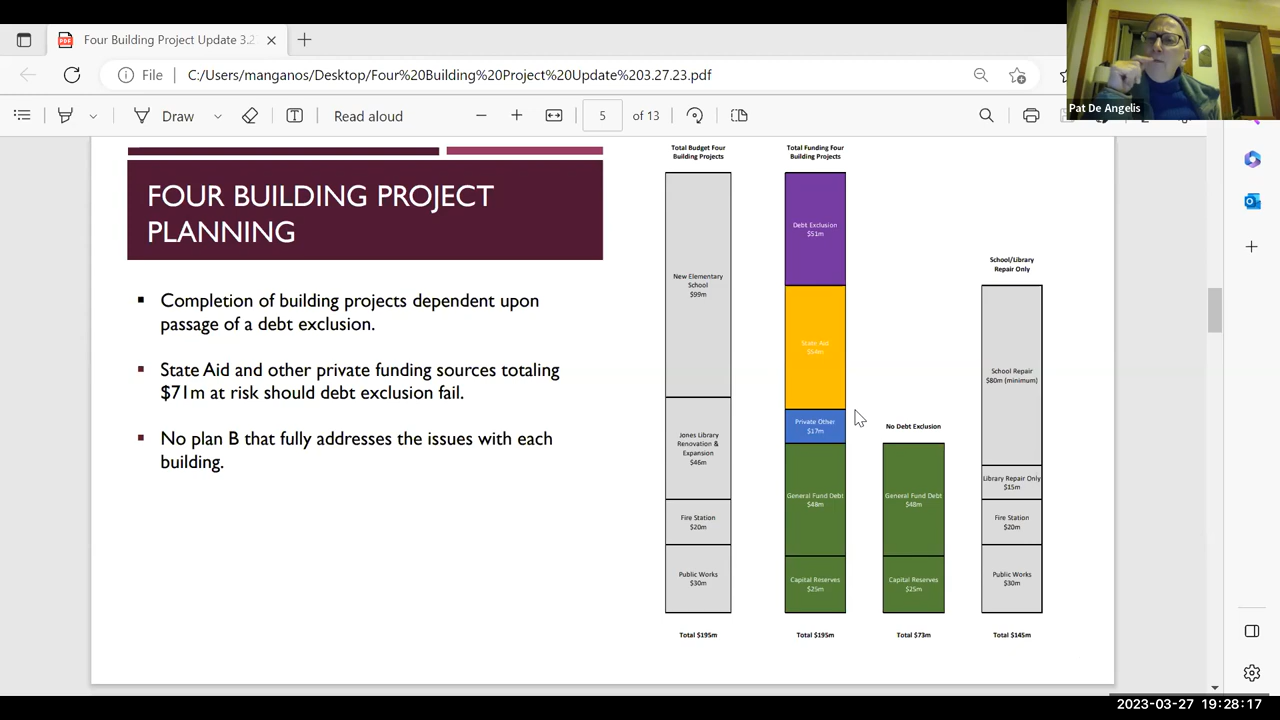 Four Building Project Update 3.2
File
C:/Users/manganos/Desktop/Four%20Building%20Project%20Update%203.27.23.pdf
Pat De Angelis
Draw
Read aloud
5
of 13
FOUR BUILDING PROJECT
PLANNING
Completion of building projects dependent upon
passage of a debt exclusion.
State Aid and other private funding sources totaling
$71m at risk should debt exclusion fail.
No plan B that fully addresses the issues with each
building.
Total Budget Four
Building Projects
New Elementary
School
$99m
Jones Library
Renovation &
Expansion
$46m
Fire Station
$20m
Public Works
$30m
Total $195m
Total Funding Four
Building Projects
Debt Exclusion
$51m
State Aid
$54m
Private Other
$17m
General Fund Debt
$48m
Capital Reserves
$25m
Total $195m
No Debt Exclusion
General Fund Debt
$48m
Capital Reserves
$25m
Total $73m
School/Library
Repair Only
School Repair
$80m (minimum)
Library Repair Only
$15m
Fire Station
$20m
Public Works
$30m
Total $145m
2023-03-27 19:28:17